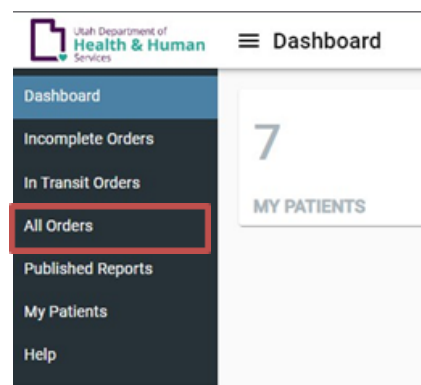 Utah Department of
Health & Human
Services
Dashboard
Dashboard
Incomplete Orders
In Transit Orders
All Orders
Published Reports
My Patients
Help
7
MY PATIENTS